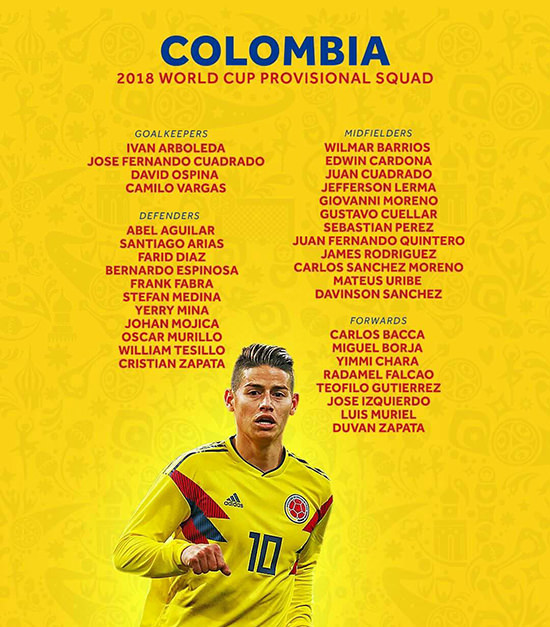 COLOMBIA
2018 WORLD CUP PROVISIONAL SQUAD
GOALKEEPERS
IVAN ARBOLEDA
JOSE FERNANDO CUADRADO
DAVID OSPINA
CAMILO VARGAS
DEFENDERS
ABEL AGUILAR
SANTIAGO ARIAS
FARID DIAZ
BERNARDO ESPINOSA
FRANK FABRA
STEFAN MEDINA
YERRY MINA
JOHAN MOJICA
OSCAR MURILLO
WILLIAM TESILLO
CRISTIAN ZAPATA
MIDFIELDERS
WILMAR BARRIOS
EDWIN CARDONA
JUAN CUADRADO
JEFFERSON LERMA
GIOVANNI MORENO
GUSTAVO CUELLAR
SEBASTIAN PEREZ
JUAN FERNANDO QUINTERO
JAMES RODRIGUEZ
CARLOS SANCHEZ MORENO
MATEUS URIBE
DAVINSON SANCHEZ
FORWARDS
CARLOS BACCA
MIGUEL BORJA
YIMMI CHARA
RADAMEL FALCAO
TEOFILO GUTIERREZ
JOSE IZQUIERDO
LUIS MURIEL
DUVAN ZAPATA
adidas
10